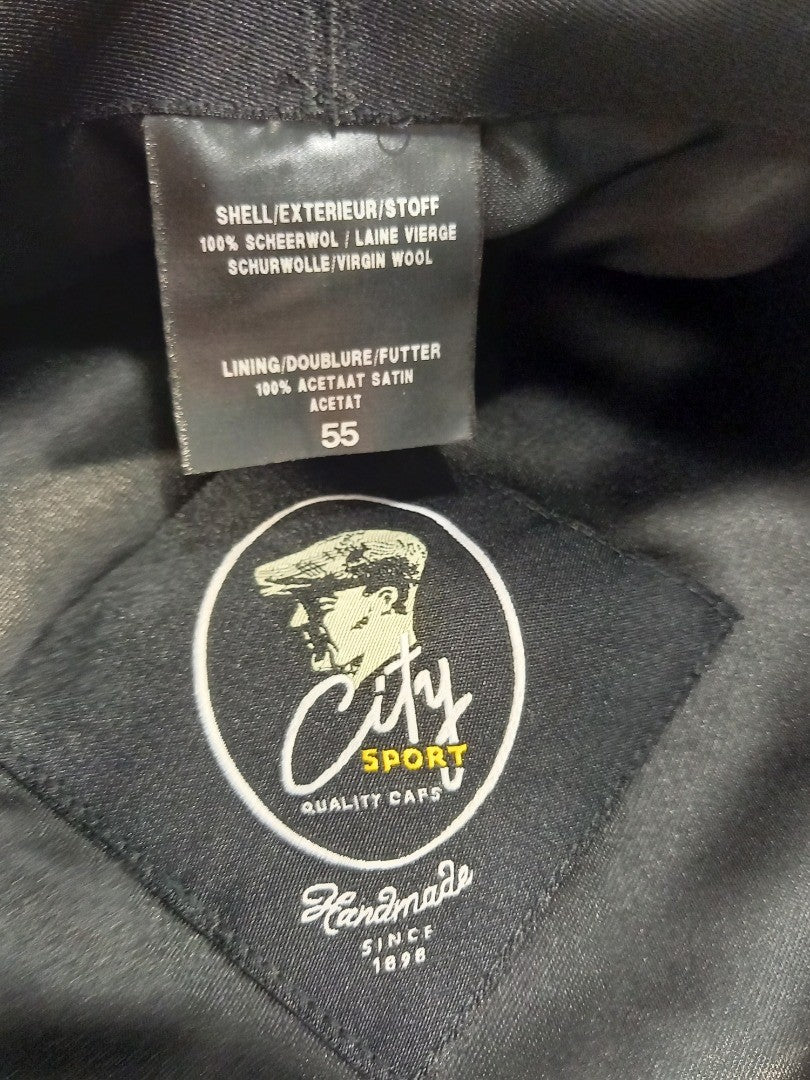 SHELL/EXTERIEUR/STOFF
100% SCHEERWOL / LAINE VIERGE
SCHURWOLLE/VIRGIN WOOL
LINING/DOUBLURE/FUTTER
100% ACETAAT SATIN
ACETAT
55
City
SPORT
QUALITY CAPS
Handmade
SINCE
1898